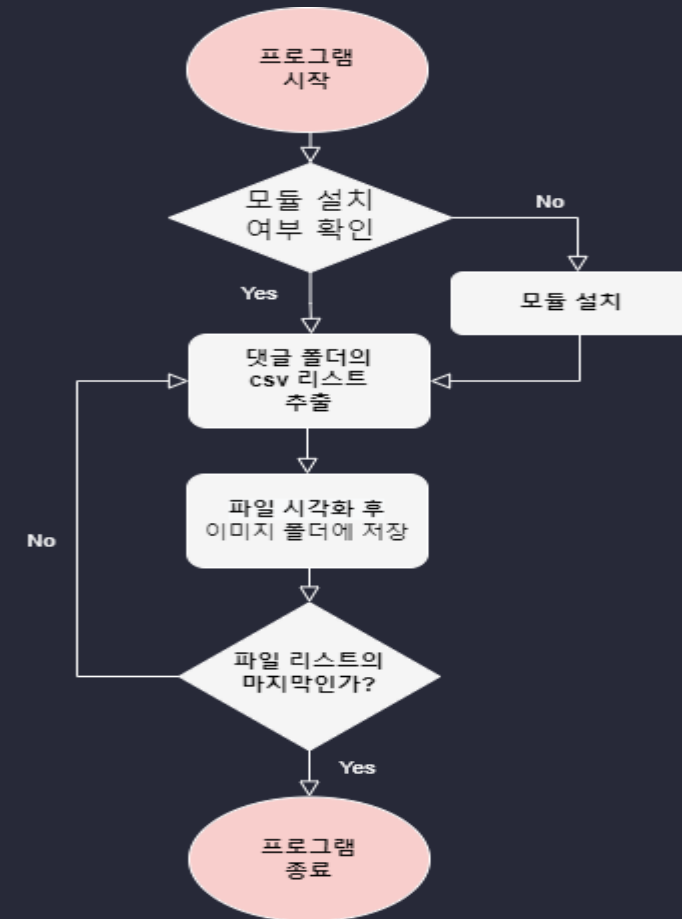 프로그램
시작
모듈 설치
여부 확인
No
Yes
모듈 설치
댓글 폴더의
csv 리스트
추출
파일 시각화 후
이미지 폴더에 저장
No
파일 리스트의
마지막인가?
Yes
프로그램
종료